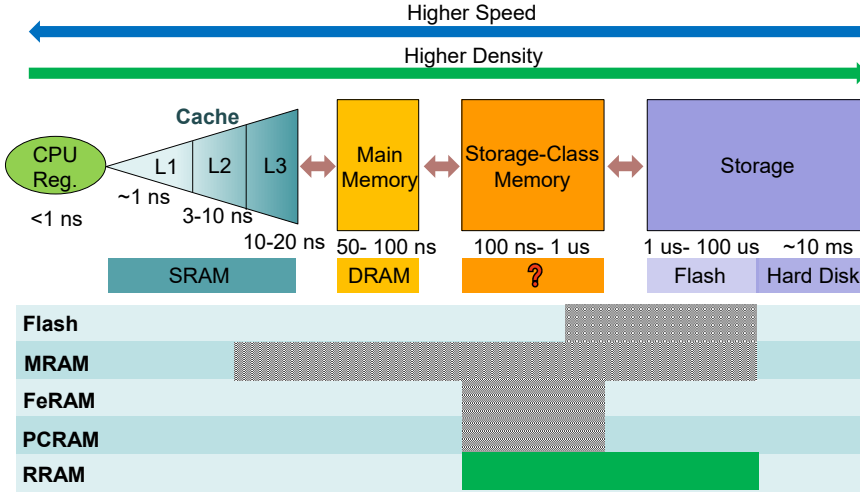 Higher Speed
Higher Density
Cache
CPU
Reg.
L1
L2
L3
Main
Memory
Storage-Class
Memory
Storage
<1 ns
~1 ns
3-10 ns
10-20 ns
50- 100 ns
100 ns- 1 us
1 us- 100 us
~10 ms
SRAM
DRAM
?
Flash
Hard Disk
Flash
MRAM
FeRAM
PCRAM
RRAM